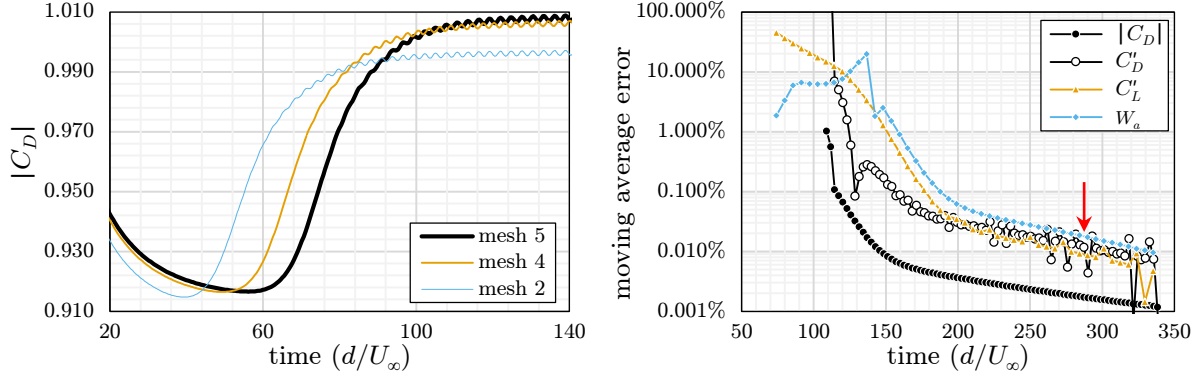 1.010
0.990
0.970
0.950
0.930
0.910
|C_D|
20
60
100
140
time (d/U_∞)
mesh 5
mesh 4
mesh 2
100.000%
10.000%
1.000%
0.100%
0.010%
0.001%
moving average error
50
100
150
200
250
300
350
time (d/U_∞)
|C_D|
C'_D
C'_L
W_a